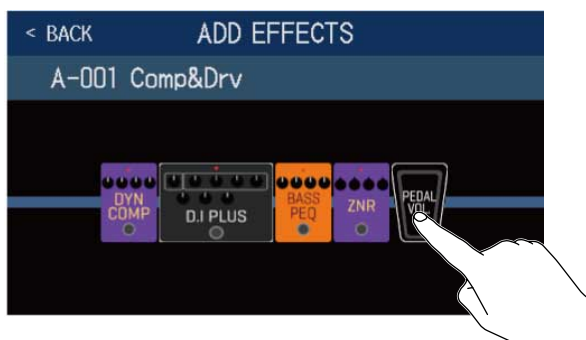 < BACK ADD EFFECTS
A-001 Comp&Drv
DYN
COMP
D.I PLUS
BASS
PEQ
ZNR
PEDAL
VOL